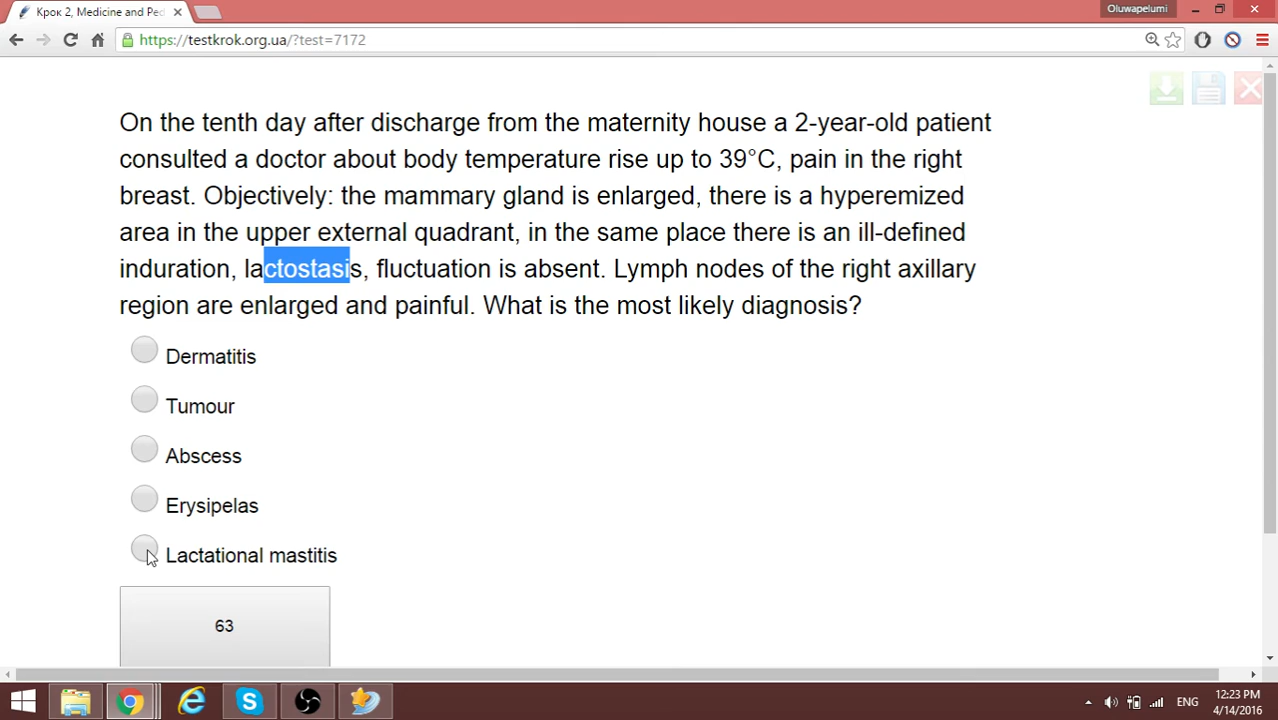 Крок 2, Medicine and Ped
Oluwapelumi
https://testkrok.org.ua/?test=7172
On the tenth day after discharge from the maternity house a 2-year-old patient
consulted a doctor about body temperature rise up to 39°C, pain in the right
breast. Objectively: the mammary gland is enlarged, there is a hyperemized
area in the upper external quadrant, in the same place there is an ill-defined
induration, lactostasis, fluctuation is absent. Lymph nodes of the right axillary
region are enlarged and painful. What is the most likely diagnosis?
Dermatitis
Tumour
Abscess
Erysipelas
Lactational mastitis
63
ENG
12:23 PM
4/14/2016